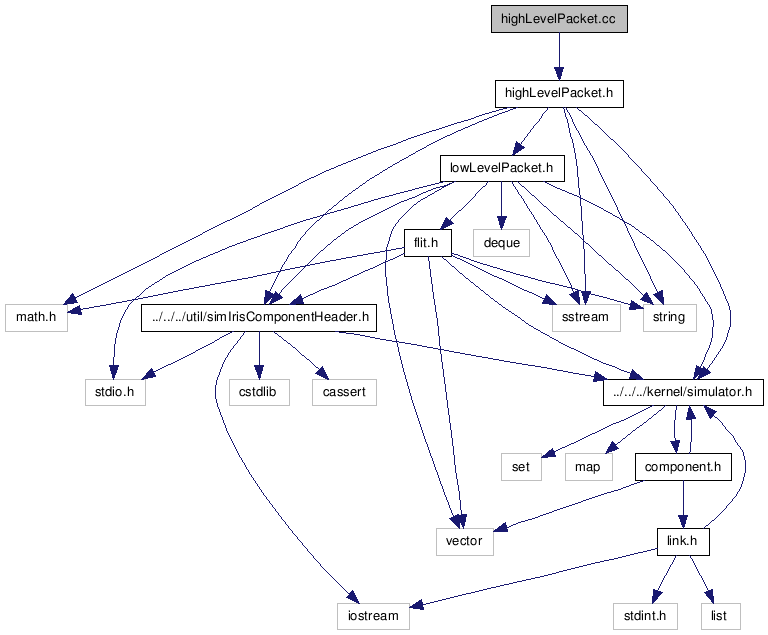 highLevelPacket.cc
highLevelPacket.h
lowLevelPacket.h
flit.h
deque
math.h
../../../util/simIrisComponentHeader.h
sstream
string
stdio.h
cstdlib
cassert
../../../kernel/simulator.h
set
map
component.h
vector
link.h
iostream
stdint.h
list